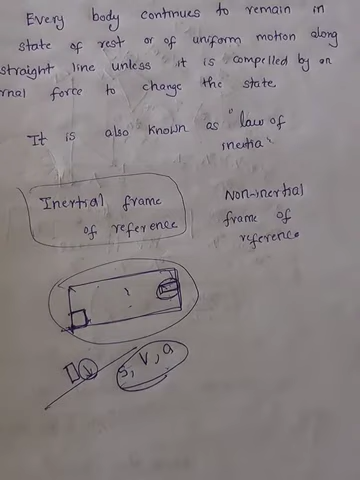 Every body continues to remain in
state of rest or of uniform motion along
straight line unless it is compelled by an
rnal force to change the state
It is also known as "law of
inertia"
Inertial frame
of reference
Non-inertial
frame of
reference
s, v, a